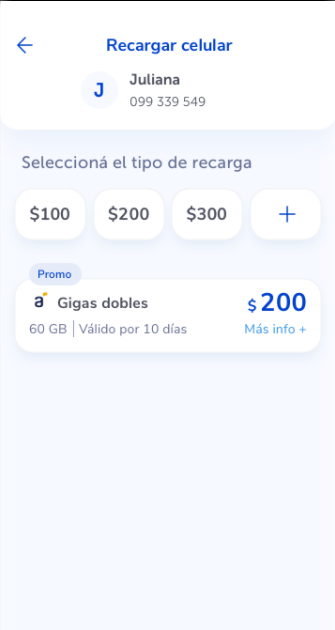 Recargar celular
J
Juliana
099 339 549
Seleccioná el tipo de recarga
$100 $200 $300 +
Promo
a Gigas dobles
$ 200
60 GB | Válido por 10 días
Más info +